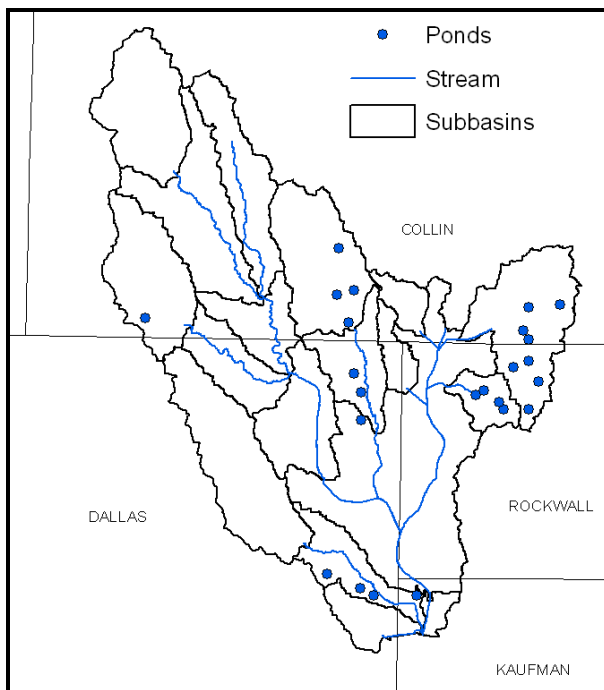 Ponds
Stream
Subbasins
COLLIN
DALLAS
ROCKWALL
KAUFMAN